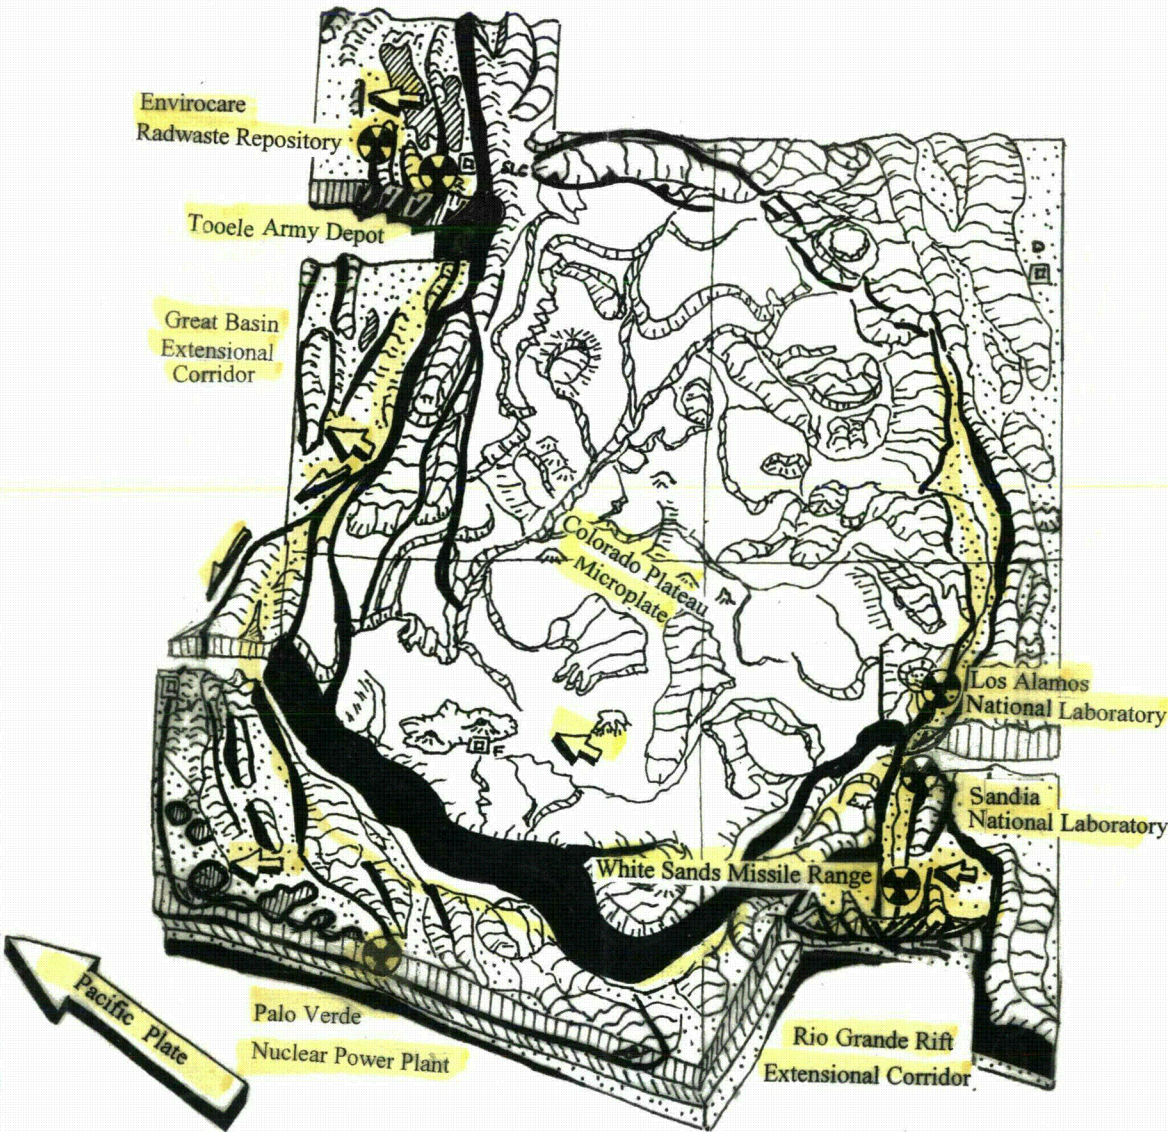 Envirocare
Radwaste Repository
SLC
Tooele Army Depot
D
Great Basin
Extensional
Corridor
Colorado Plateau
Microplate
Los Alamos
National Laboratory
F
Sandia
National Laboratory
White Sands Missile Range
Pacific Plate
Palo Verde
Nuclear Power Plant
Rio Grande Rift
Extensional Corridor